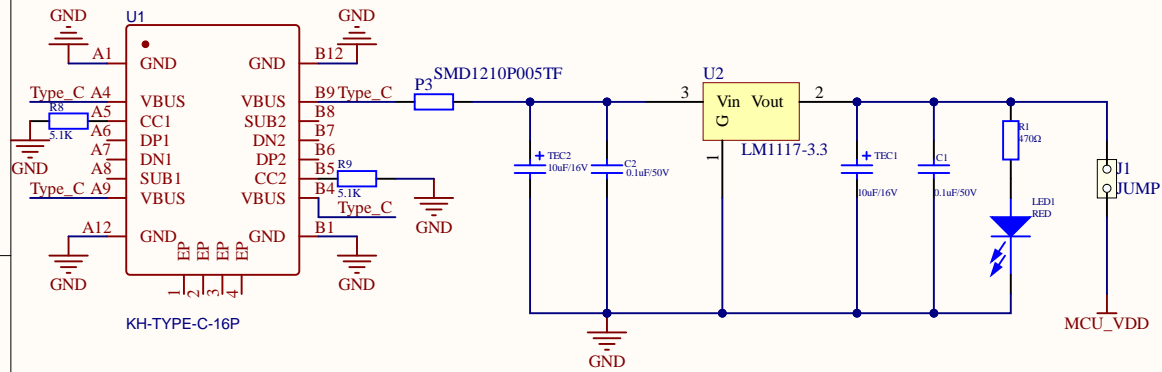 GND
U1
GND
A1
GND
GND
B12
SMD1210P005TF
P3
U2
Type_C
A4
VBUS
VBUS
B9
Type_C
3
Vin
Vout
2
R8
A5
CC1
SUB2
B8
G
R1
470Ω
5.1K
A6
DP1
DN2
B7
LM1117-3.3
GND
A7
DN1
DP2
B6
1
TEC2
10uF/16V
C2
0.1uF/50V
TEC1
10uF/16V
C1
0.1uF/50V
J1
JUMP
A8
SUB1
CC2
B5
R9
5.1K
Type_C
A9
VBUS
VBUS
B4
Type_C
GND
LED1
RED
A12
GND
GND
B1
EP
EP
EP
EP
GND
GND
1
2
3
4
KH-TYPE-C-16P
MCU_VDD
GND